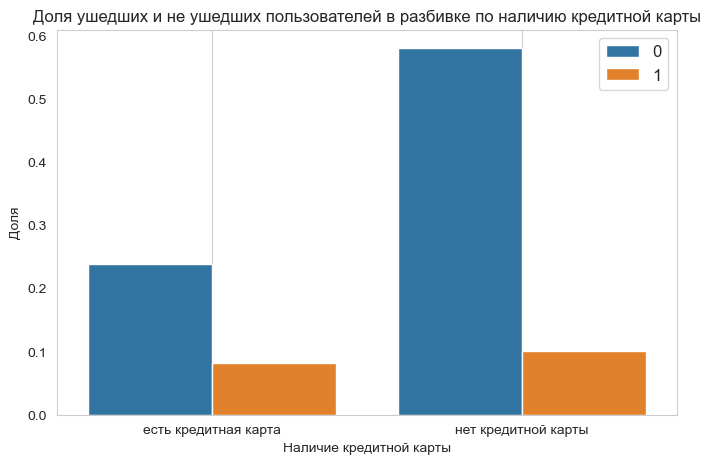 Доля ушедших и не ушедших пользователей в разбивке по наличию кредитной карты
0
1
0.6
0.5
0.4
0.3
0.2
0.1
0.0
Доля
есть кредитная карта
нет кредитной карты
Наличие кредитной карты